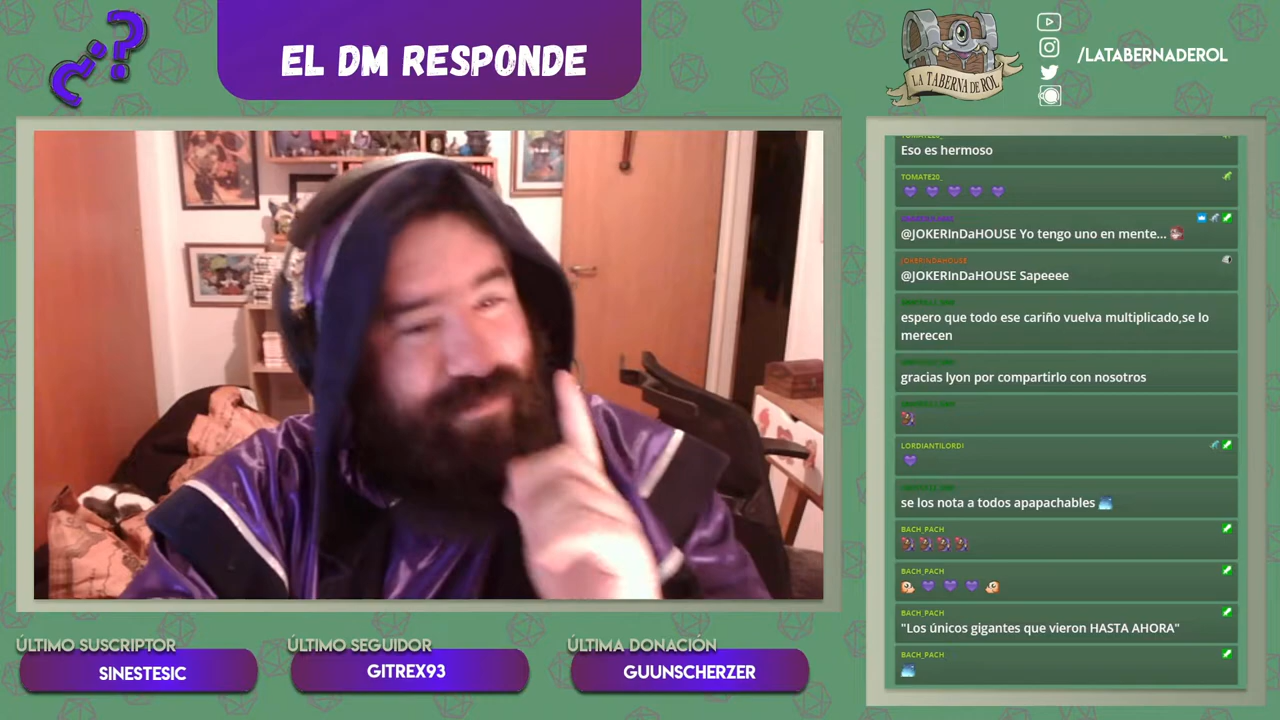 EL DM RESPONDE
LA TABERNA DE ROL
/LATABERNADEROL
TOMATE20_
Eso es hermoso
TOMATE20_
@JOKERInDaHOUSE Yo tengo uno en mente...
JOKERINDAHOUSE
@JOKERInDaHOUSE Sapeeee
espero que todo ese cariño vuelva multiplicado,se lo
merecen
gracias lyon por compartirlo con nosotros
LORDIANTILORDI
se los nota a todos apapachables
BACH_PACH
BACH_PACH
BACH_PACH
"Los únicos gigantes que vieron HASTA AHORA"
BACH_PACH
ÚLTIMO SUSCRIPTOR
SINESTESIC
ÚLTIMO SEGUIDOR
GITREX93
ÚLTIMA DONACIÓN
GUUNSCHERZER